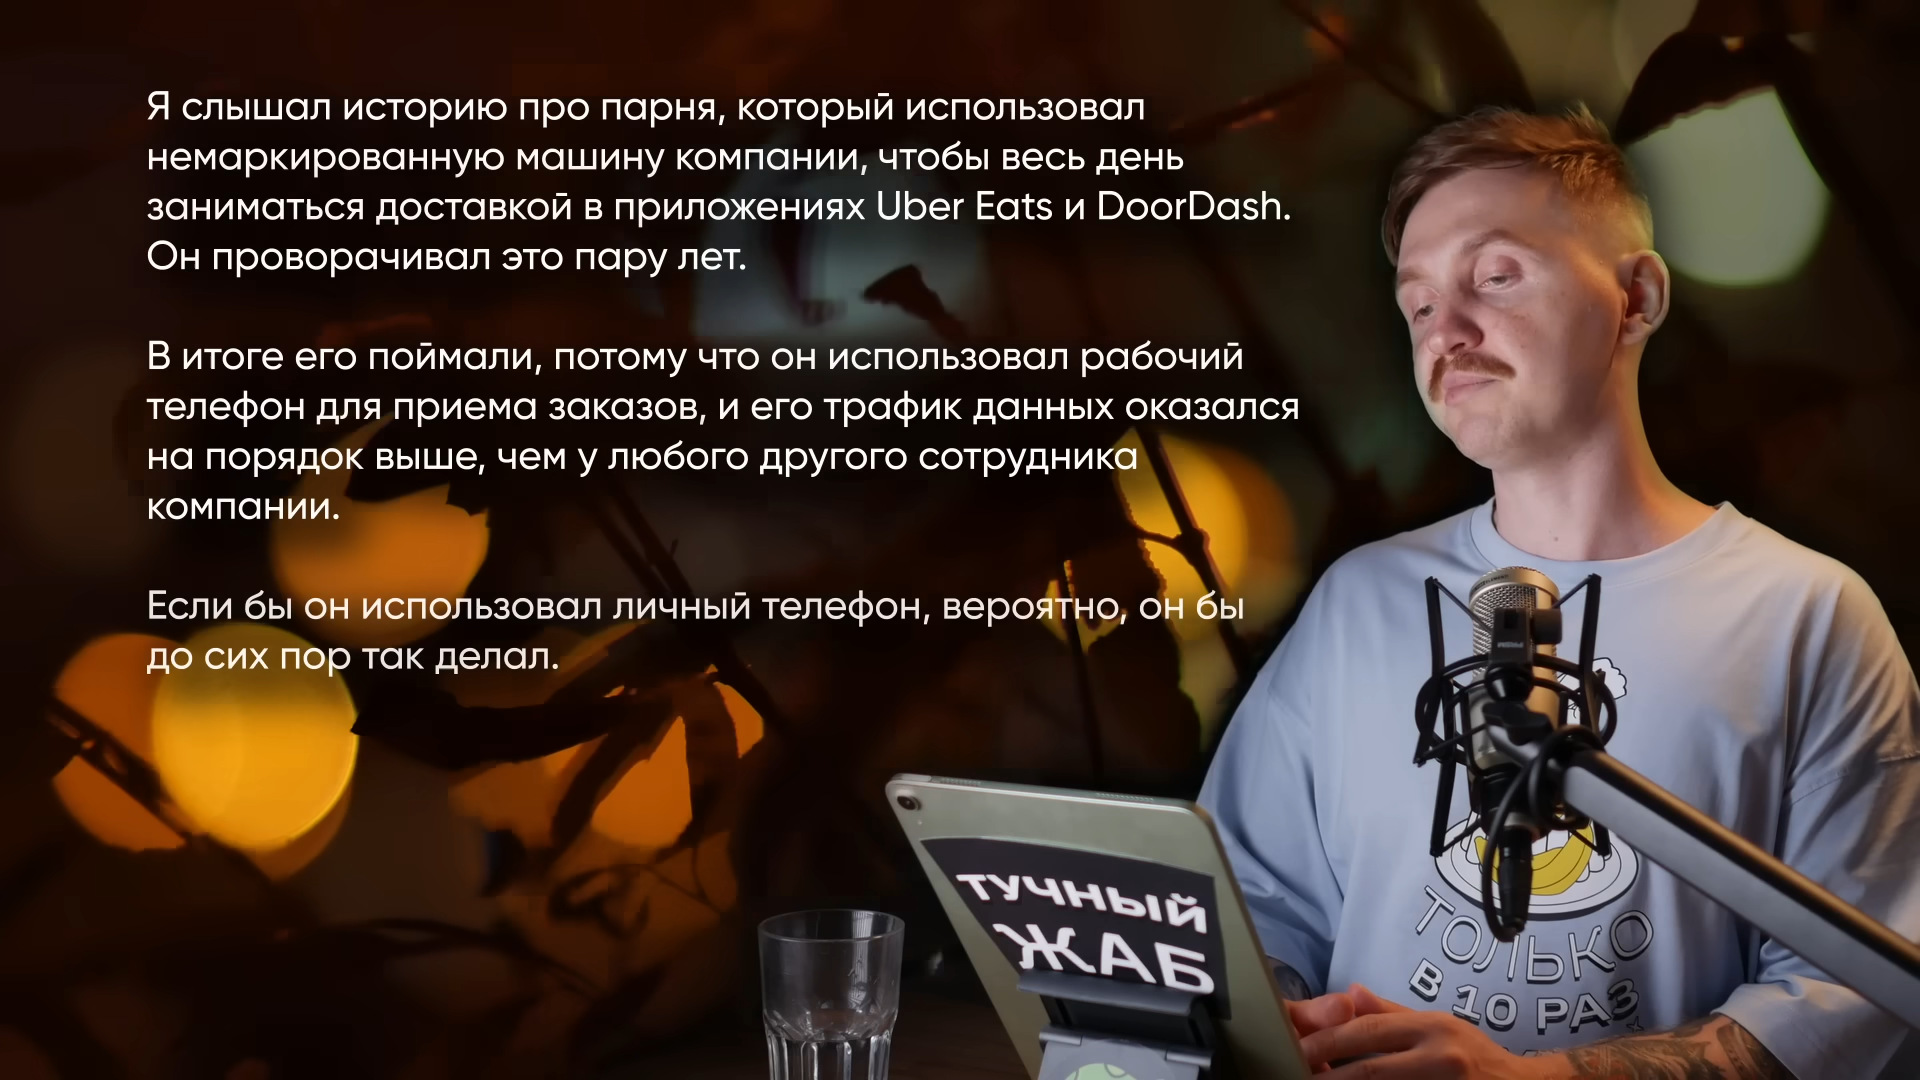 Я слышал историю про парня, который использовал
немаркированную машину компании, чтобы весь день
заниматься доставкой в приложениях Uber Eats и DoorDash.
Он проворачивал это пару лет.
В итоге его поймали, потому что он использовал рабочий
телефон для приема заказов, и его трафик данных оказался
на порядок выше, чем у любого другого сотрудника
компании.
Если бы он использовал личный телефон, вероятно, он бы
до сих пор так делал.
ТУЧНЫЙ
ЖАБ
ТОЛЬКО
В 10 РАЗ